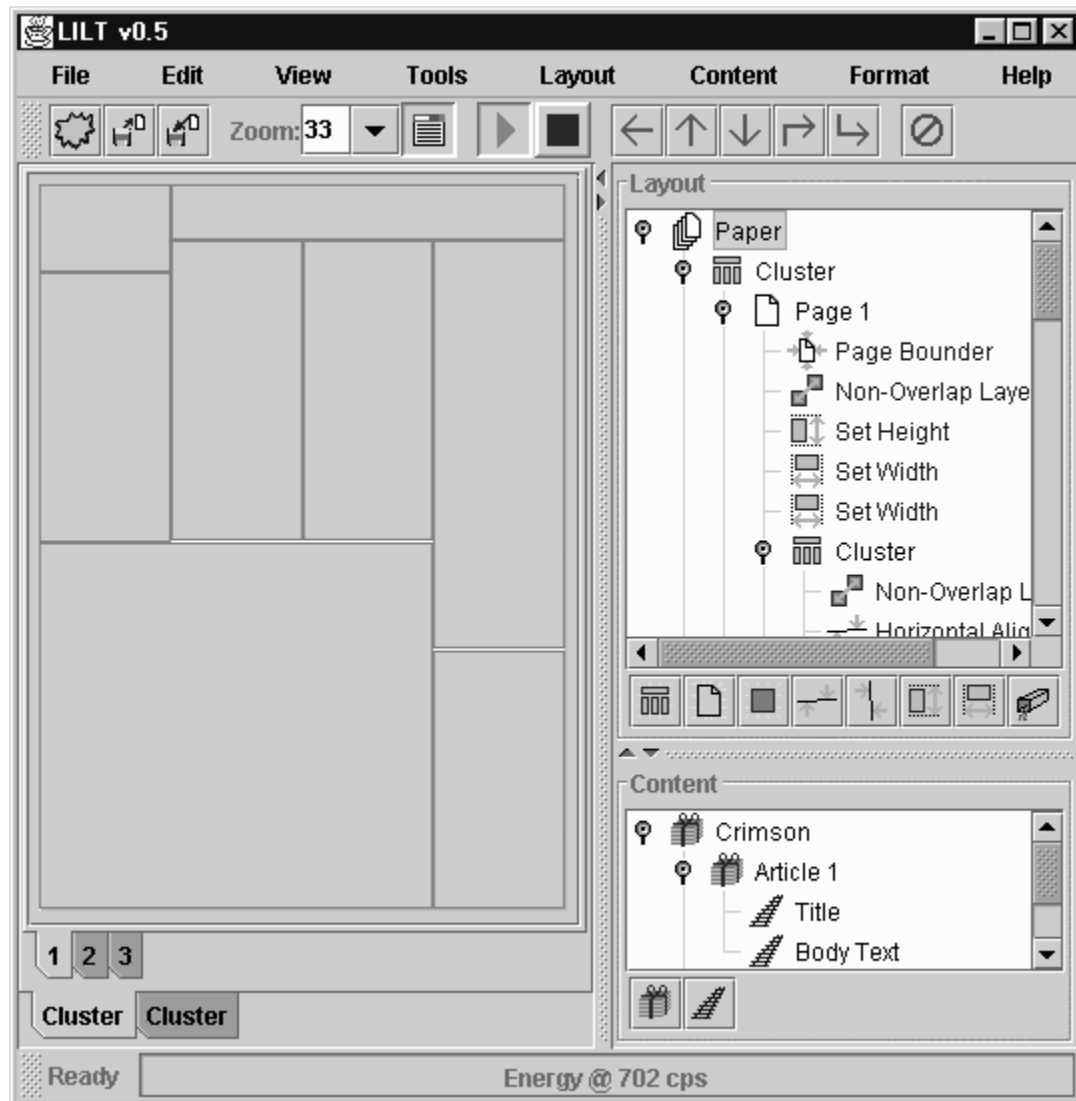 LILT v0.5
File Edit View Tools Layout Content Format Help
Zoom: 33
Layout
Paper
Cluster
Page 1
Page Bounder
Non-Overlap Laye
Set Height
Set Width
Set Width
Cluster
Non-Overlap L
Horizontal Alig
Content
Crimson
Article 1
Title
Body Text
1 2 3
Cluster Cluster
Ready Energy @ 702 cps